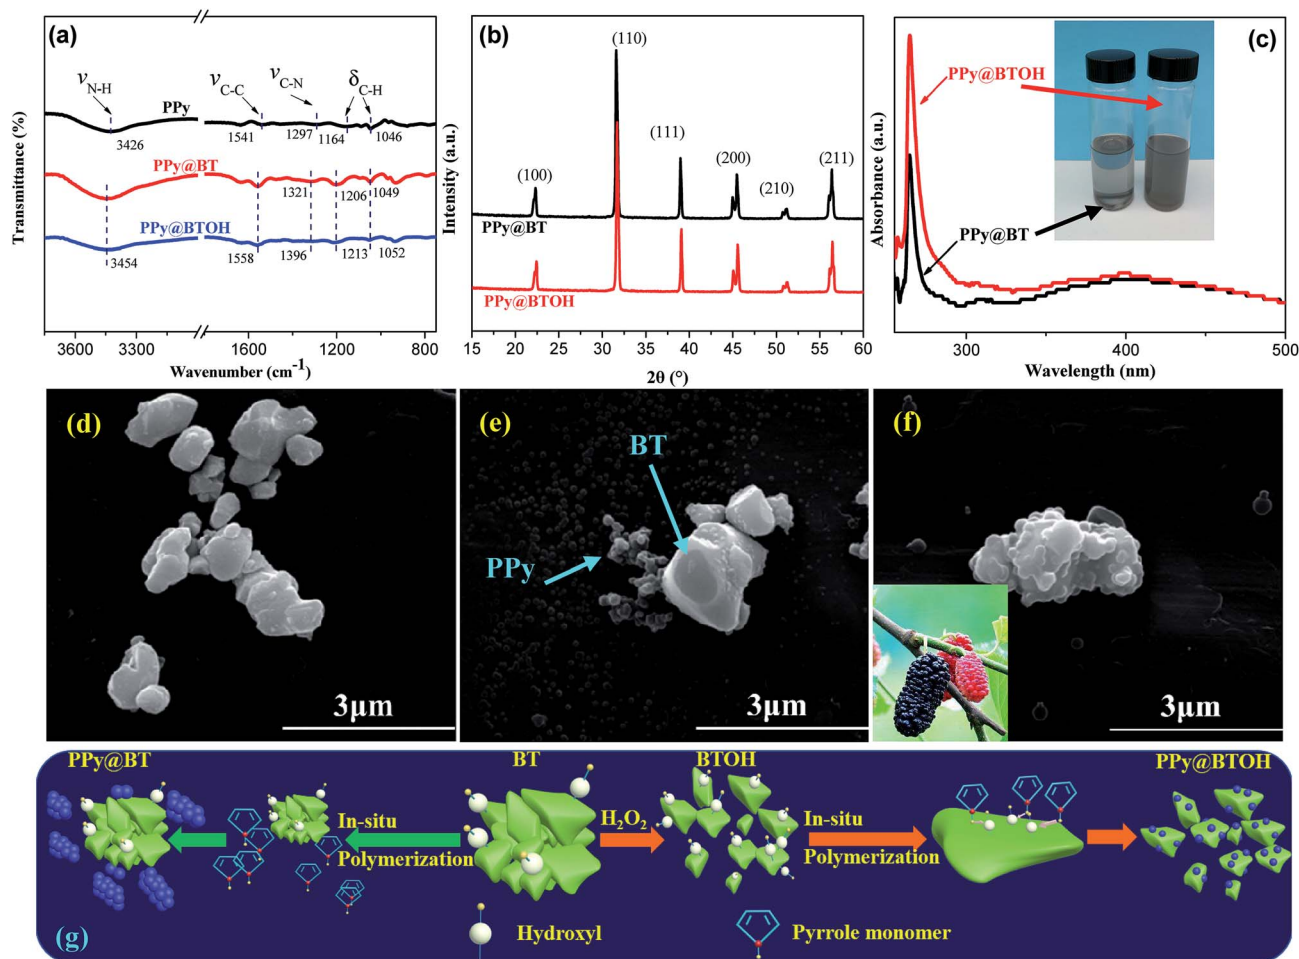 (a)
ν N-H
PPy
ν C-C
ν C-N
δ C-H
3426
1541
1297
1164
1046
PPy@BT
1321
1206
1049
PPy@BTOH
3454
1558
1396
1213
1052
Transmittance (%)
3600
3300
1600
1200
800
Wavenumber (cm-1)
(b)
(110)
(100)
(111)
(200)
(210)
(211)
PPy@BT
PPy@BTOH
Intensity (a.u.)
15
20
25
30
35
40
45
50
55
60
2θ (°)
(c)
PPy@BTOH
PPy@BT
Absorbance (a.u.)
300
400
500
Wavelength (nm)
(d)
3μm
(e)
BT
PPy
3μm
(f)
3μm
PPy@BT
BT
BTOH
PPy@BTOH
In-situ
Polymerization
H2O2
In-situ
Polymerization
(g)
Hydroxyl
Pyrrole monomer